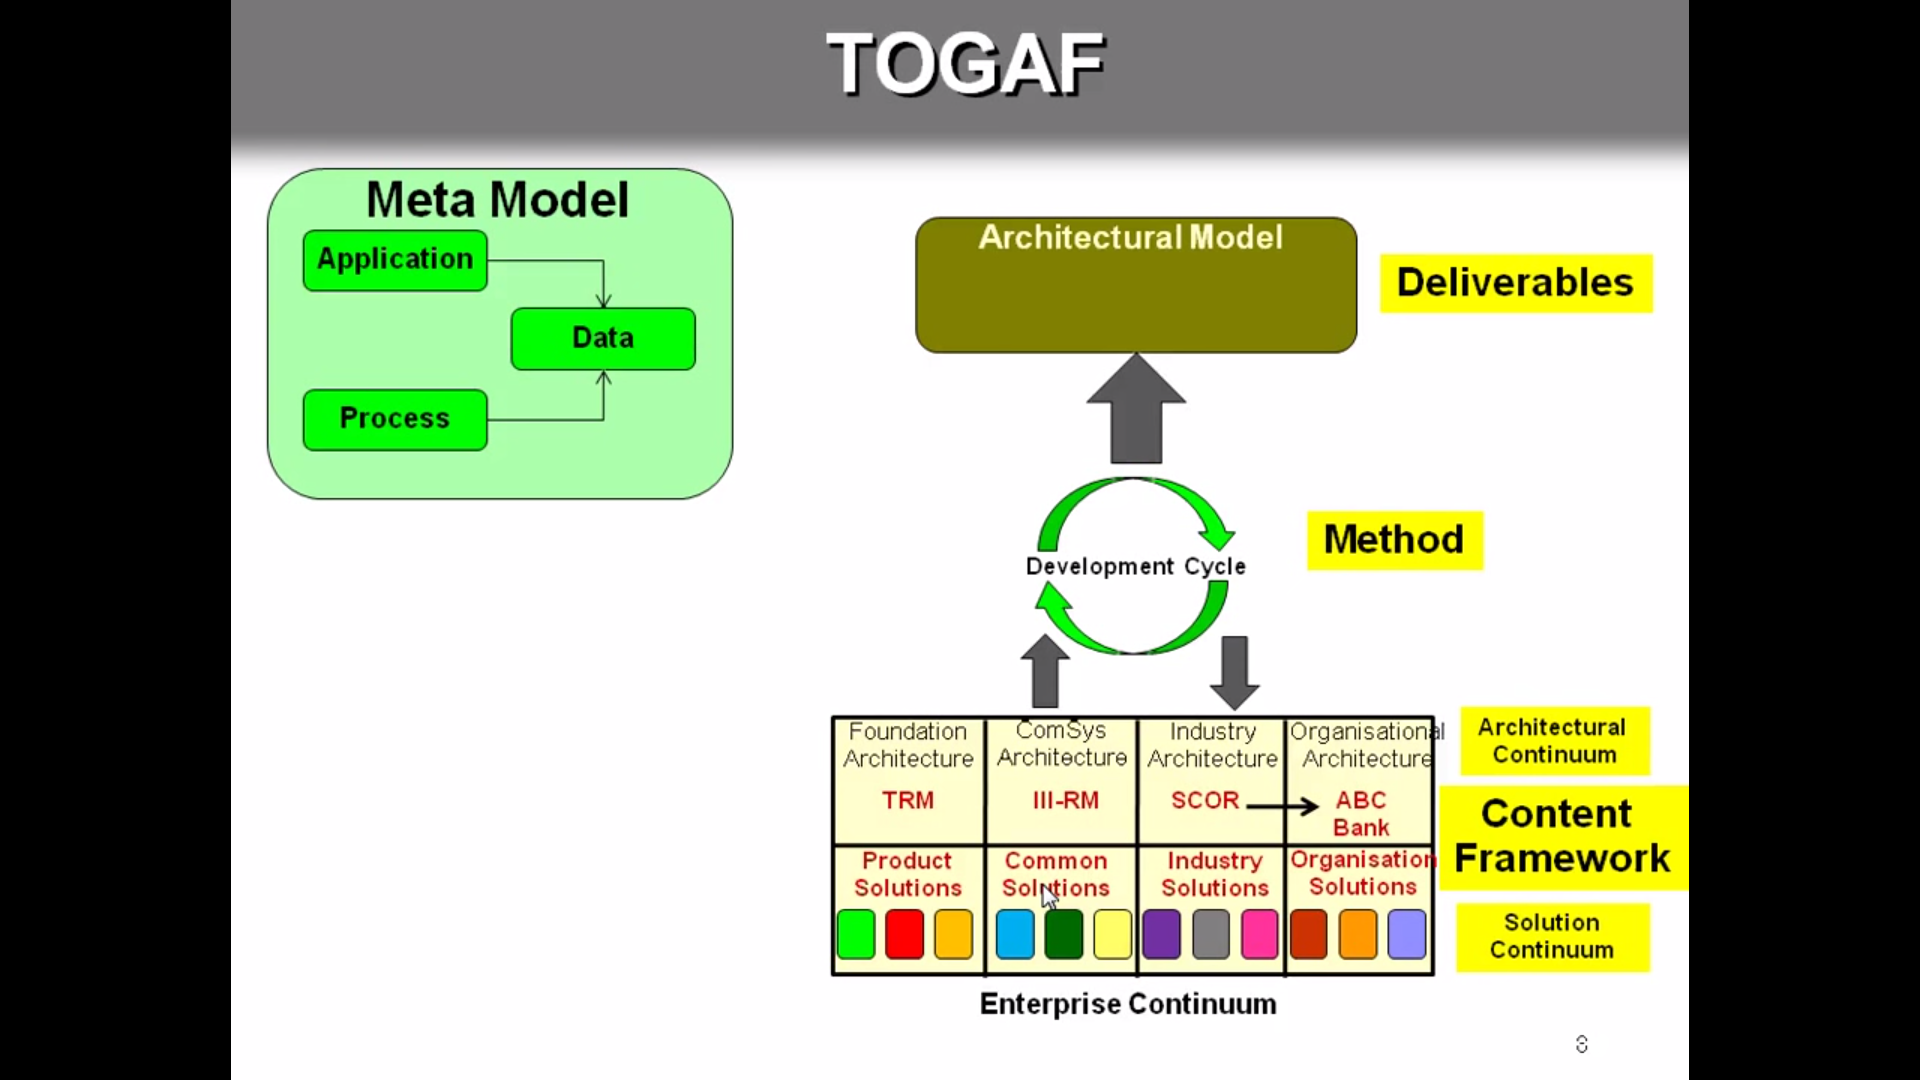 TOGAF
Meta Model
Application
Data
Process
Architectural Model
Deliverables
Development Cycle
Method
Foundation
Architecture
TRM
ComSys
Architecture
III-RM
Industry
Architecture
SCOR
Organisational
Architecture
ABC
Bank
Product
Solutions
Common
Solutions
Industry
Solutions
Organisation
Solutions
Architectural
Continuum
Content
Framework
Solution
Continuum
Enterprise Continuum
8